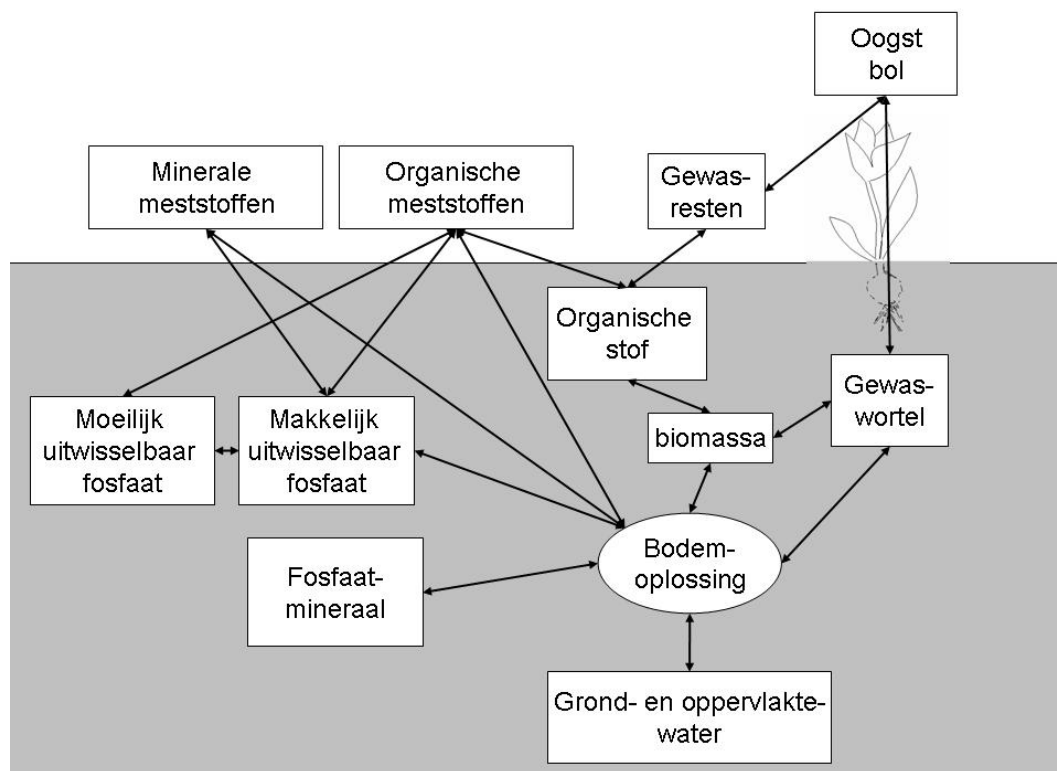 Oogst
bol
Minerale
meststoffen
Organische
meststoffen
Gewas-
resten
Organische
stof
Gewas-
wortel
Moeilijk
uitwisselbaar
fosfaat
Makkelijk
uitwisselbaar
fosfaat
biomassa
Bodem-
oplossing
Fosfaat-
mineraal
Grond- en oppervlakte-
water